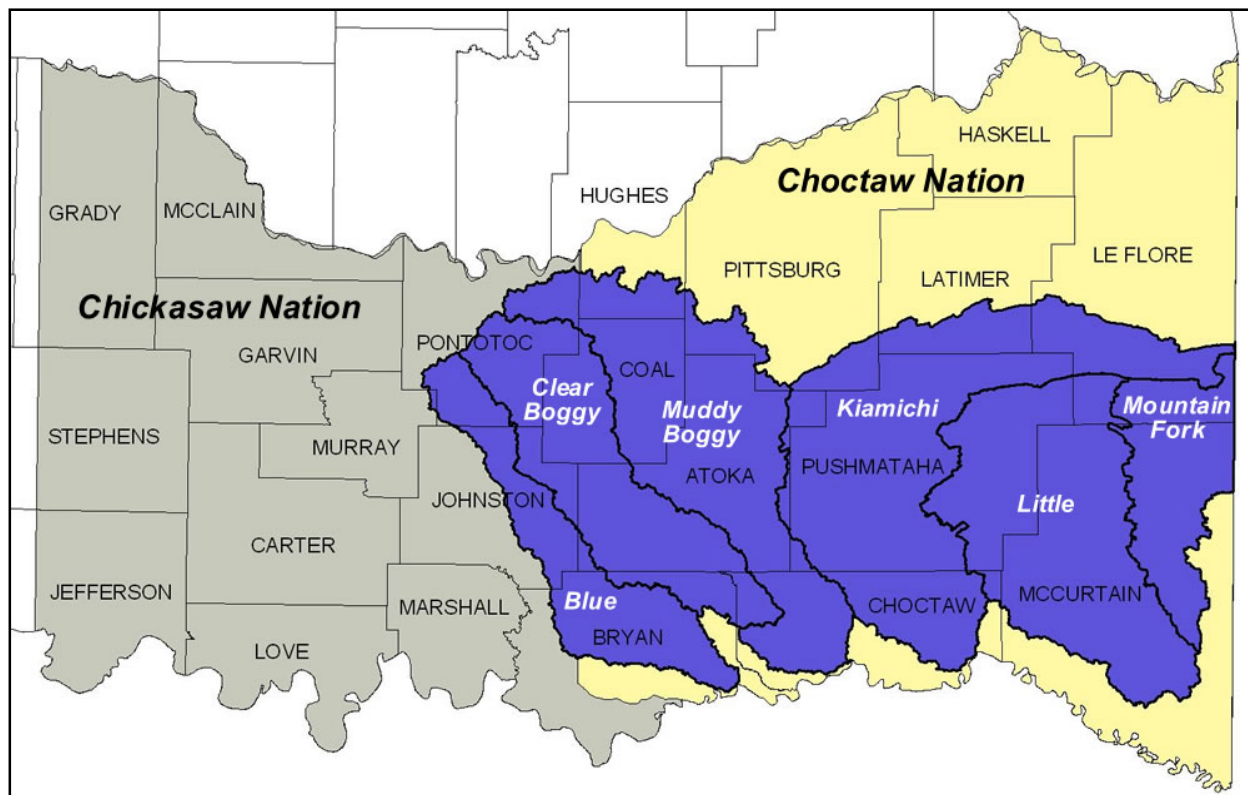 HASKELL
Choctaw Nation
HUGHES
GRADY
MCCLAIN
LE FLORE
PITTSBURG
LATIMER
Chickasaw Nation
PONTOTOC
GARVIN
COAL
Clear
Boggy
Muddy
Boggy
Kiamichi
Mountain
Fork
STEPHENS
MURRAY
PUSHMATAHA
ATOKA
JOHNSTON
Little
CARTER
JEFFERSON
MARSHALL
Blue
CHOCTAW
MCCURTAIN
BRYAN
LOVE